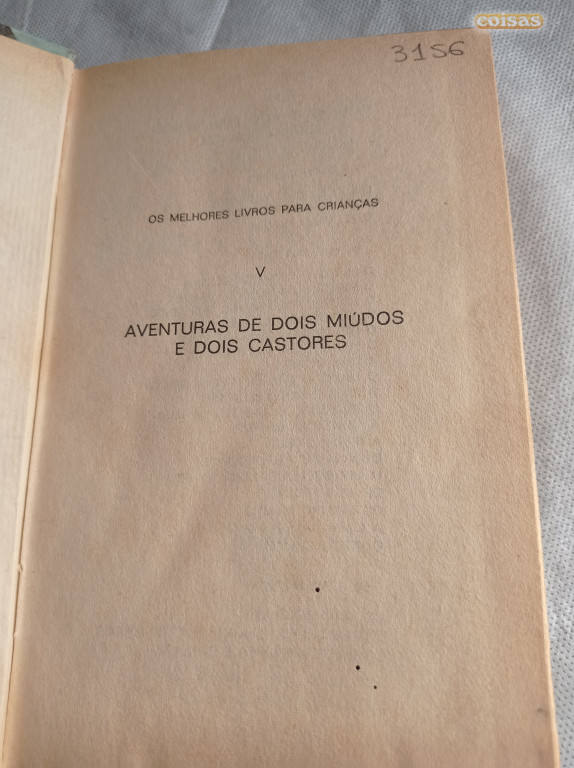 coisas
3156
OS MELHORES LIVROS PARA CRIANÇAS
V
AVENTURAS DE DOIS MIÚDOS
E DOIS CASTORES